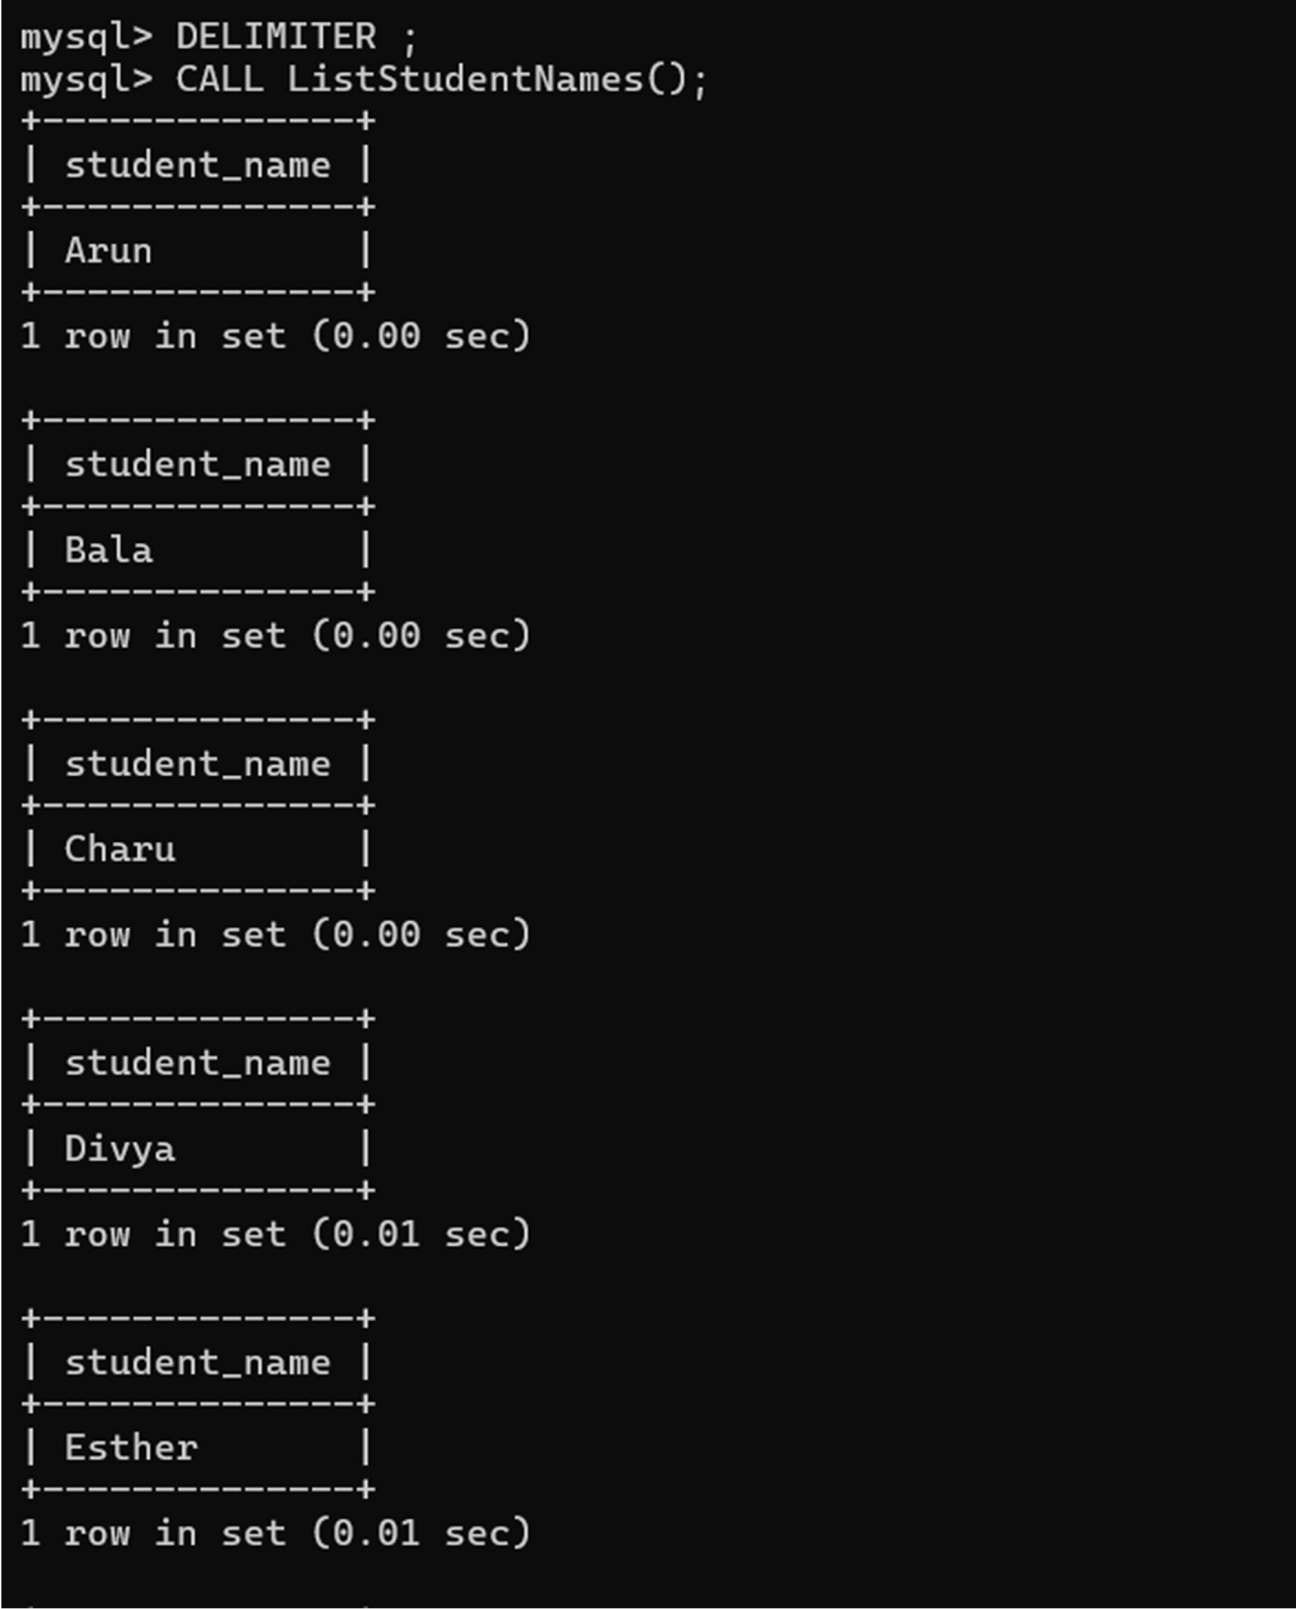 mysql> DELIMITER ;
mysql> CALL ListStudentNames();
+--------------+
| student_name |
+--------------+
| Arun         |
+--------------+
1 row in set (0.00 sec)

+--------------+
| student_name |
+--------------+
| Bala         |
+--------------+
1 row in set (0.00 sec)

+--------------+
| student_name |
+--------------+
| Charu        |
+--------------+
1 row in set (0.00 sec)

+--------------+
| student_name |
+--------------+
| Divya        |
+--------------+
1 row in set (0.01 sec)

+--------------+
| student_name |
+--------------+
| Esther       |
+--------------+
1 row in set (0.01 sec)